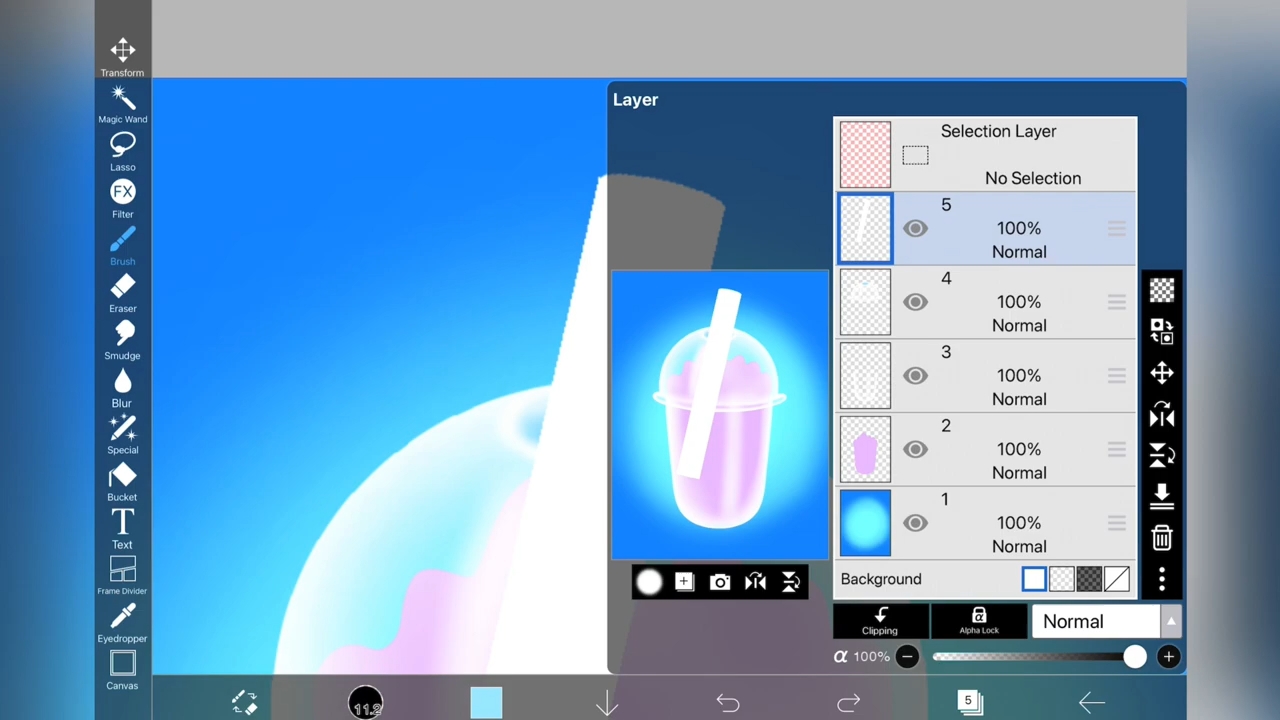 Transform
Magic Wand
Lasso
FX
Filter
Brush
Eraser
Smudge
Blur
Special
Bucket
T
Text
Frame Divider
Eyedropper
Canvas
Layer
Selection Layer
No Selection
5
100%
Normal
4
100%
Normal
3
100%
Normal
2
100%
Normal
1
100%
Normal
Background
Clipping
α
Alpha Lock
Normal
α 100%
11.2
5